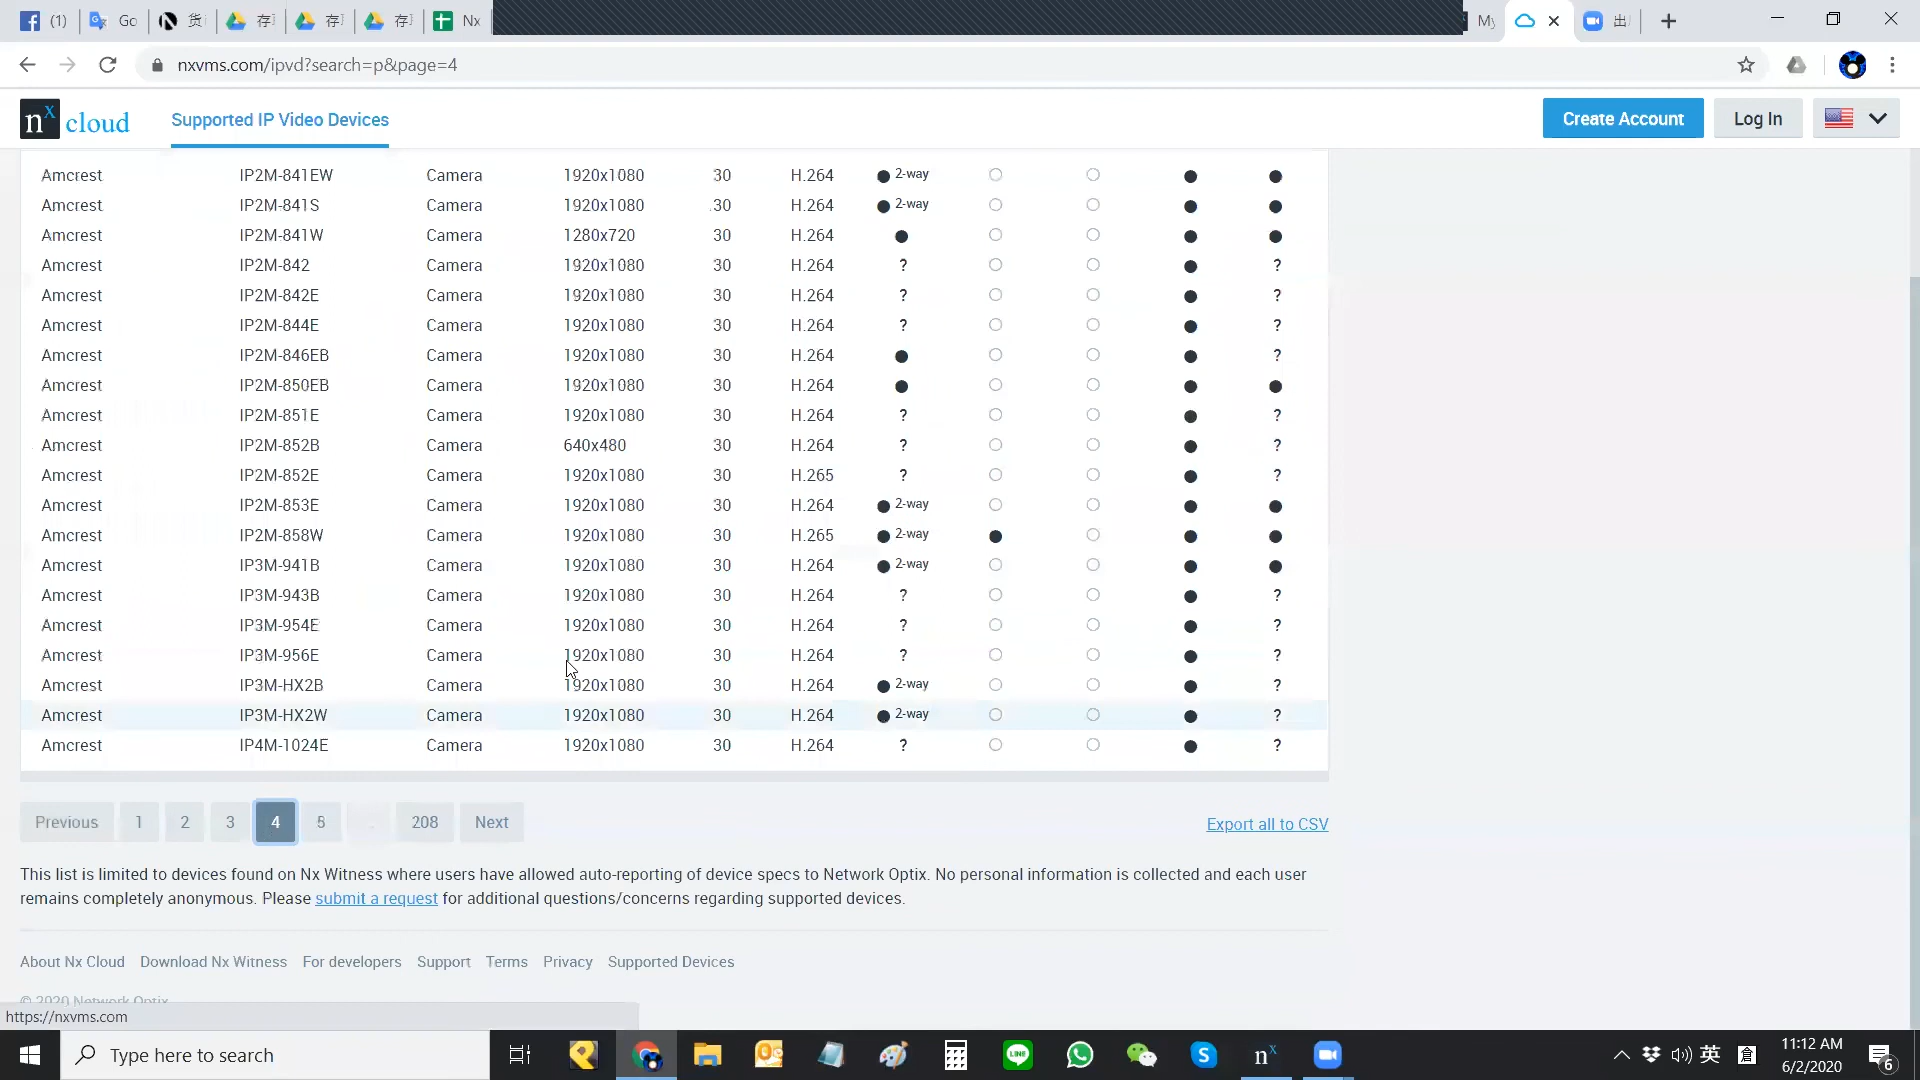 (1) Go 货 存 存 存 Nx My 出
nxvms.com/ipvd?search=p&page=4
nx cloud Supported IP Video Devices Create Account Log In
Amcrest IP2M-841EW Camera 1920x1080 30 H.264 2-way
Amcrest IP2M-841S Camera 1920x1080 30 H.264 2-way
Amcrest IP2M-841W Camera 1280x720 30 H.264
Amcrest IP2M-842 Camera 1920x1080 30 H.264 ? ?
Amcrest IP2M-842E Camera 1920x1080 30 H.264 ? ?
Amcrest IP2M-844E Camera 1920x1080 30 H.264 ? ?
Amcrest IP2M-846EB Camera 1920x1080 30 H.264 ?
Amcrest IP2M-850EB Camera 1920x1080 30 H.264
Amcrest IP2M-851E Camera 1920x1080 30 H.264 ? ?
Amcrest IP2M-852B Camera 640x480 30 H.264 ? ?
Amcrest IP2M-852E Camera 1920x1080 30 H.265 ? ?
Amcrest IP2M-853E Camera 1920x1080 30 H.264 2-way
Amcrest IP2M-858W Camera 1920x1080 30 H.265 2-way
Amcrest IP3M-941B Camera 1920x1080 30 H.264 2-way
Amcrest IP3M-943B Camera 1920x1080 30 H.264 ? ?
Amcrest IP3M-954E Camera 1920x1080 30 H.264 ? ?
Amcrest IP3M-956E Camera 1920x1080 30 H.264 ? ?
Amcrest IP3M-HX2B Camera 1920x1080 30 H.264 2-way ?
Amcrest IP3M-HX2W Camera 1920x1080 30 H.264 2-way ?
Amcrest IP4M-1024E Camera 1920x1080 30 H.264 ? ?
Previous 1 2 3 4 5 208 Next Export all to CSV
This list is limited to devices found on Nx Witness where users have allowed auto-reporting of device specs to Network Optix. No personal information is collected and each user
remains completely anonymous. Please submit a request for additional questions/concerns regarding supported devices.
About Nx Cloud Download Nx Witness For developers Support Terms Privacy Supported Devices
© 2020 Network Optix
https://nxvms.com
Type here to search LINE S nx 英 倉 11:12 AM
6/2/2020 6